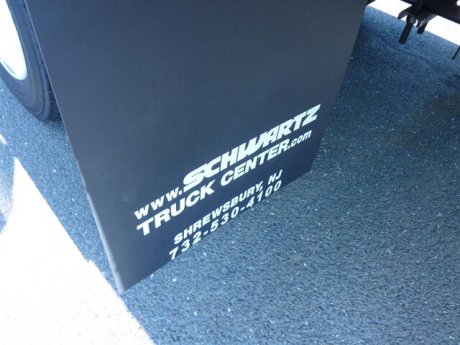 www.SCHWARTZ
TRUCK CENTER.com
SHREWSBURY, NJ
732-530-4100